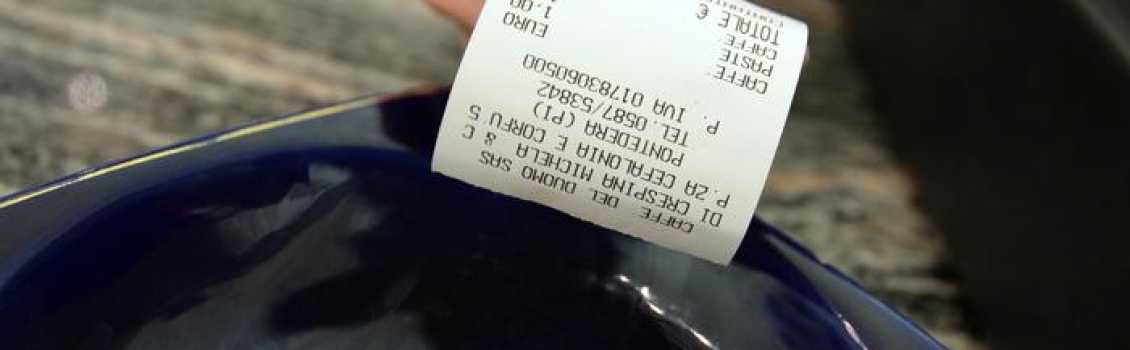 CAFFE' DEL DUOMO SAS
DI CRESPINA MICHELA & C
P.ZA CEFALONIA E CORFU 5
PONTEDERA (PI)
TEL. 0587/53842
P. IVA 01783060500
EURO
CAFFE' 1.00
PASTE
CAFFE
TOTALE €